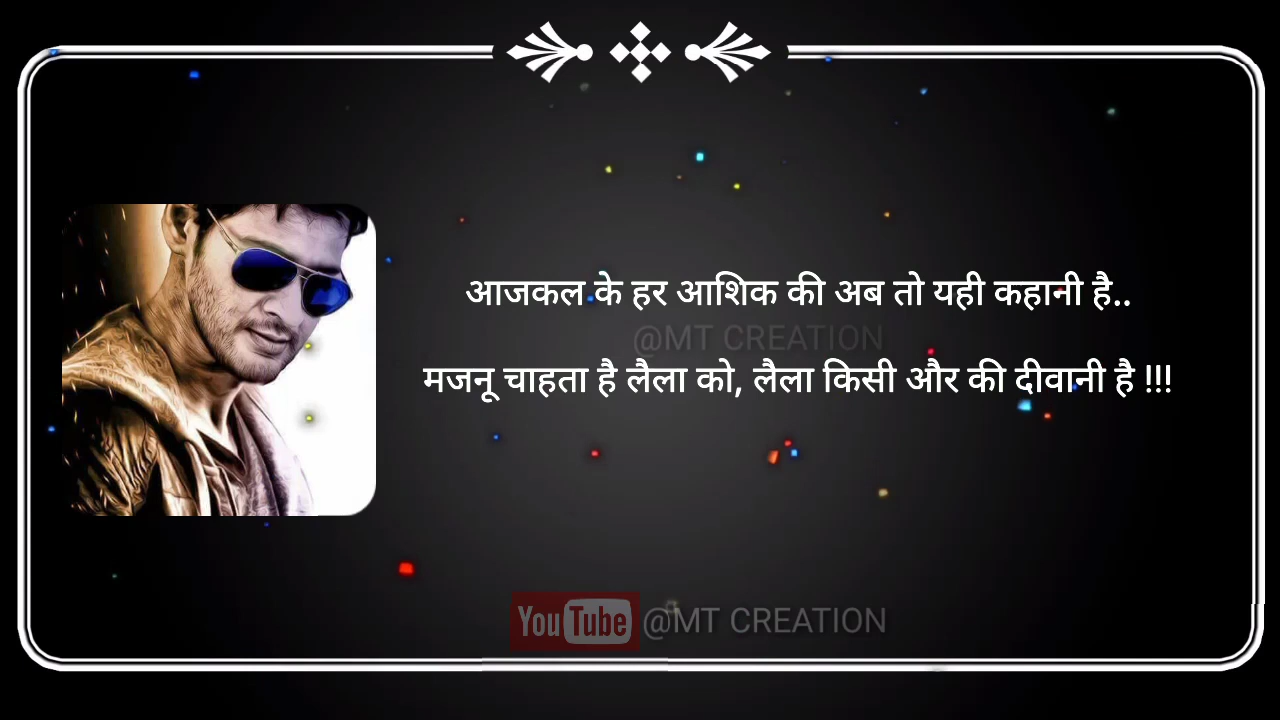 आजकल के हर आशिक की अब तो यही कहानी है..
@MT CREATION
मजनू चाहता है लैला को, लैला किसी और की दीवानी है !!!
YouTube @MT CREATION